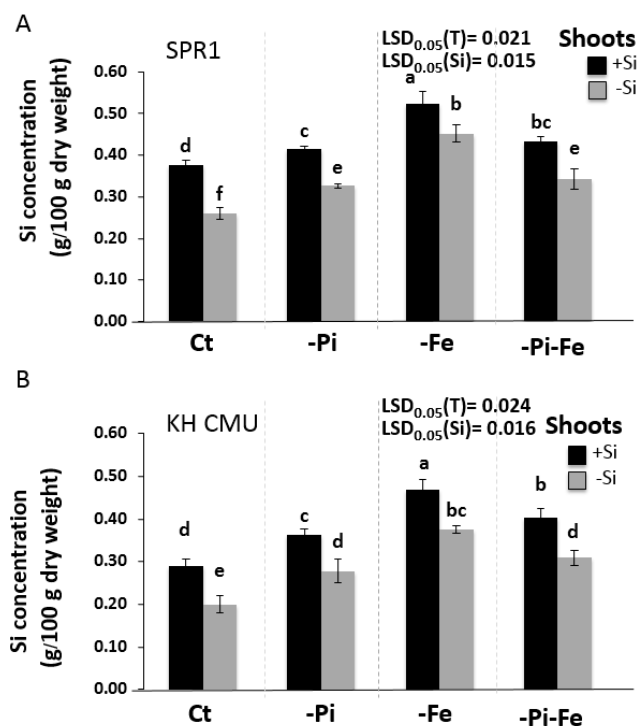 A
SPR1
LSD0.05(T)= 0.021
LSD0.05(Si)= 0.015
Shoots
+Si
-Si
Si concentration
(g/100 g dry weight)
0.60
0.50
0.40
0.30
0.20
0.10
0.00
d
f
c
e
a
b
bc
e
Ct
-Pi
-Fe
-Pi-Fe
B
KH CMU
LSD0.05(T)= 0.024
LSD0.05(Si)= 0.016
Shoots
+Si
-Si
Si concentration
(g/100 g dry weight)
0.60
0.50
0.40
0.30
0.20
0.10
0.00
d
e
c
d
a
bc
b
d
Ct
-Pi
-Fe
-Pi-Fe